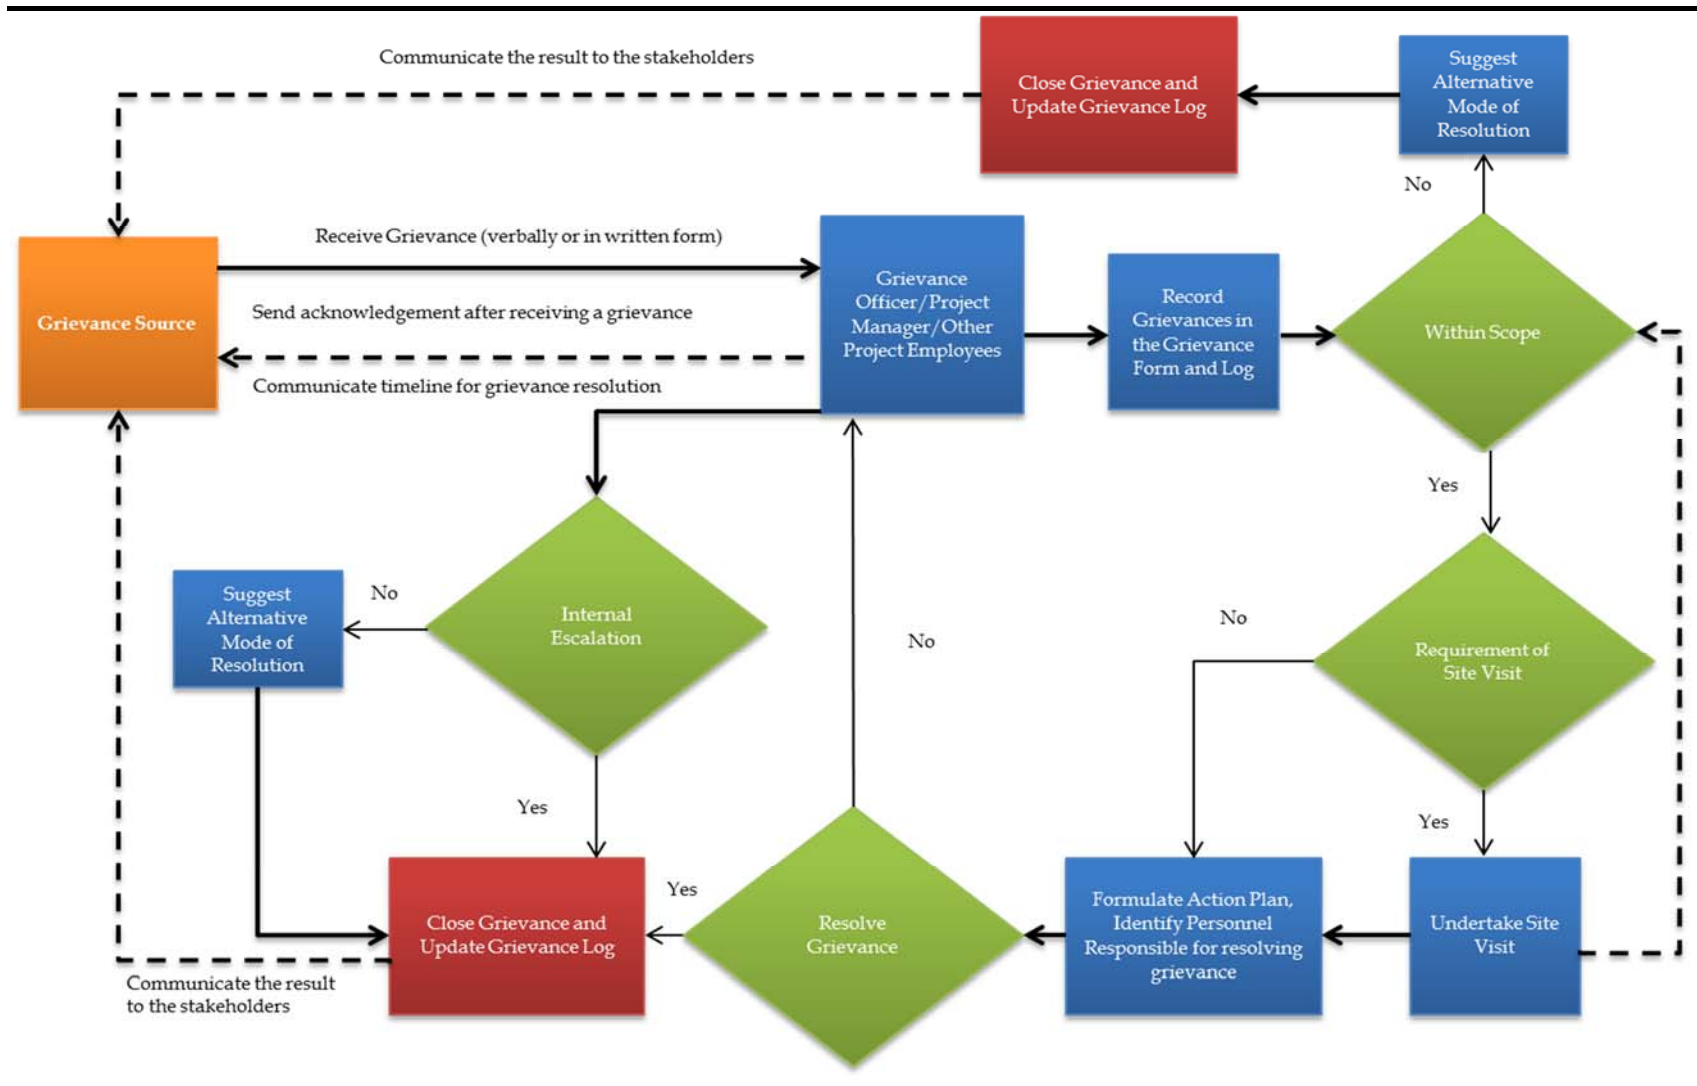 Communicate the result to the stakeholders
Close Grievance and
Update Grievance Log
Suggest
Alternative
Mode of
Resolution
No
Receive Grievance (verbally or in written form)
Grievance Source
Send acknowledgement after receiving a grievance
Communicate timeline for grievance resolution
Grievance
Officer/Project
Manager/Other
Project Employees
Record
Grievances in
the Grievance
Form and Log
Within Scope
Yes
Suggest
Alternative
Mode of
Resolution
No
Internal
Escalation
No
No
Requirement of
Site Visit
Yes
Yes
Yes
Close Grievance and
Update Grievance Log
Resolve
Grievance
Formulate Action Plan,
Identify Personnel
Responsible for resolving
grievance
Undertake Site
Visit
Communicate the result
to the stakeholders